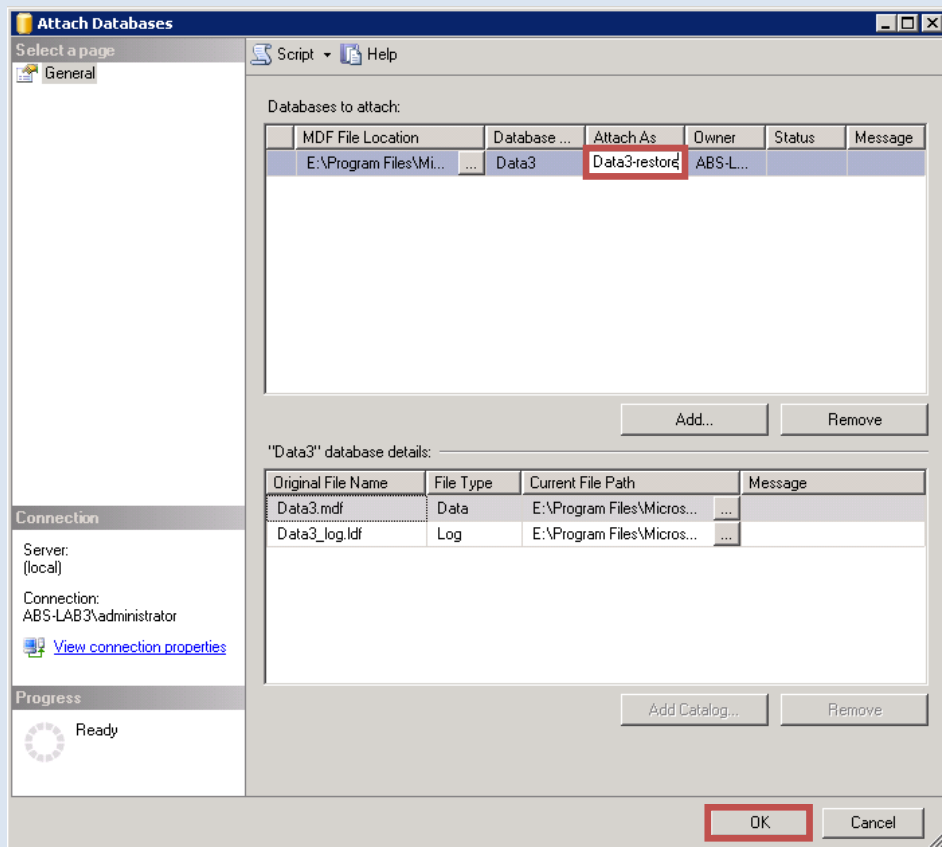 Attach Databases
Select a page
General
Script Help
Databases to attach:
MDF File Location Database ... Attach As Owner Status Message
E:\Program Files\Mi... ... Data3 Data3-restore ABS-L...
Add... Remove
"Data3" database details:
Original File Name File Type Current File Path Message
Data3.mdf Data E:\Program Files\Micros... ...
Data3_log.ldf Log E:\Program Files\Micros... ...
Add Catalog... Remove
Connection
Server:
(local)
Connection:
ABS-LAB3\administrator
View connection properties
Progress
Ready
OK Cancel